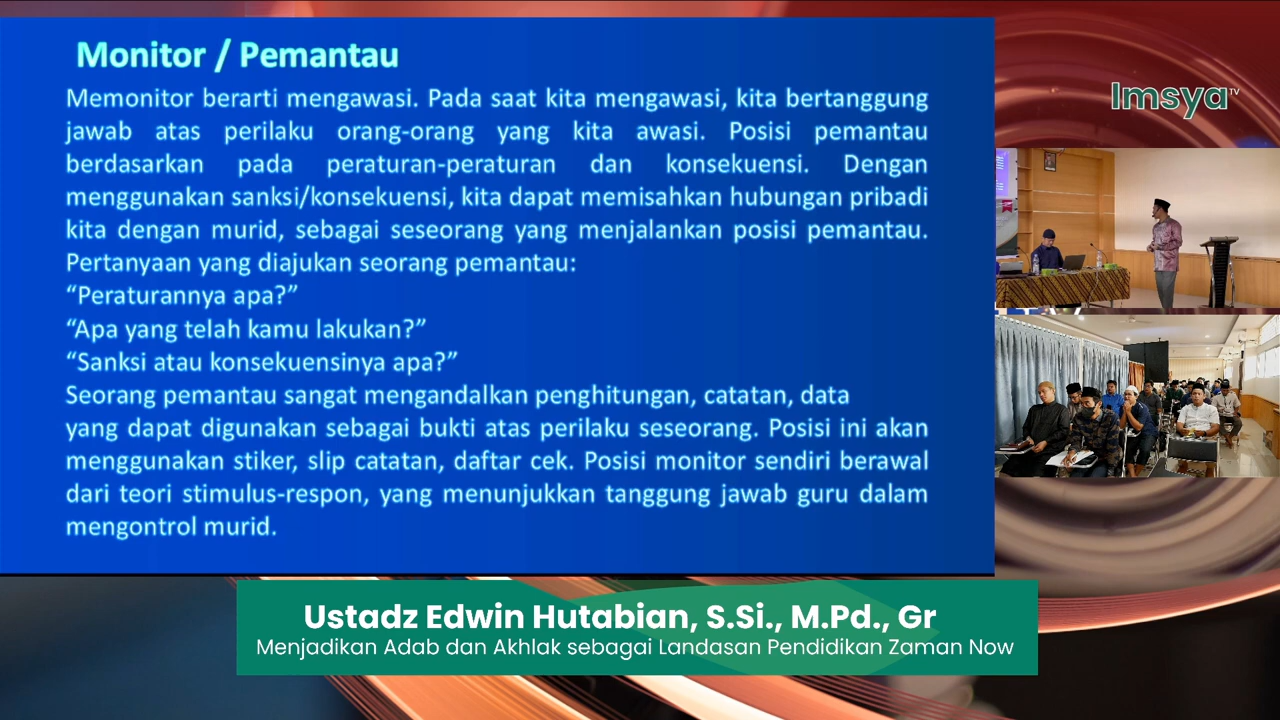 Monitor / Pemantau
Memonitor berarti mengawasi. Pada saat kita mengawasi, kita bertanggung
jawab atas perilaku orang-orang yang kita awasi. Posisi pemantau
berdasarkan pada peraturan-peraturan dan konsekuensi. Dengan
menggunakan sanksi/konsekuensi, kita dapat memisahkan hubungan pribadi
kita dengan murid, sebagai seseorang yang menjalankan posisi pemantau.
Pertanyaan yang diajukan seorang pemantau:
“Peraturannya apa?”
“Apa yang telah kamu lakukan?”
“Sanksi atau konsekuensinya apa?”
Seorang pemantau sangat mengandalkan penghitungan, catatan, data
yang dapat digunakan sebagai bukti atas perilaku seseorang. Posisi ini akan
menggunakan stiker, slip catatan, daftar cek. Posisi monitor sendiri berawal
dari teori stimulus-respon, yang menunjukkan tanggung jawab guru dalam
mengontrol murid.
Imsya TV
Ustadz Edwin Hutabian, S.Si., M.Pd., Gr
Menjadikan Adab dan Akhlak sebagai Landasan Pendidikan Zaman Now